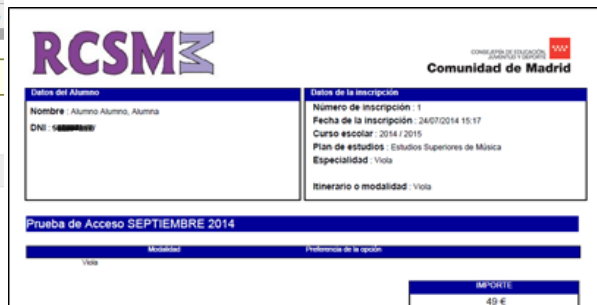 RCSMM
CONSEJERÍA DE EDUCACIÓN,
JUVENTUD Y DEPORTE
Comunidad de Madrid
Datos del Alumno
Nombre : Alumno Alumno, Alumna
DNI :
Datos de la inscripción
Número de inscripción : 1
Fecha de la inscripción : 24/07/2014 15:17
Curso escolar : 2014 / 2015
Plan de estudios : Estudios Superiores de Música
Especialidad : Viola
Itinerario o modalidad : Viola
Prueba de Acceso SEPTIEMBRE 2014
Modalidad Preferencia de la opción
Viola
IMPORTE
49 €